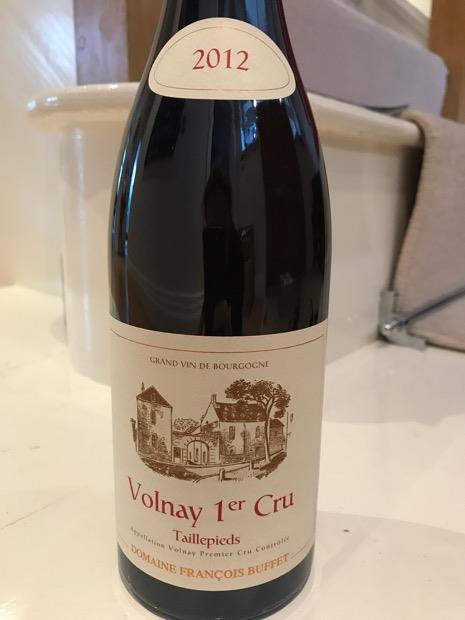 2012
GRAND VIN DE BOURGOGNE
Volnay 1er Cru
Taillepieds
Appellation Volnay Premier Cru Contrôlée
DOMAINE FRANÇOIS BUFFET